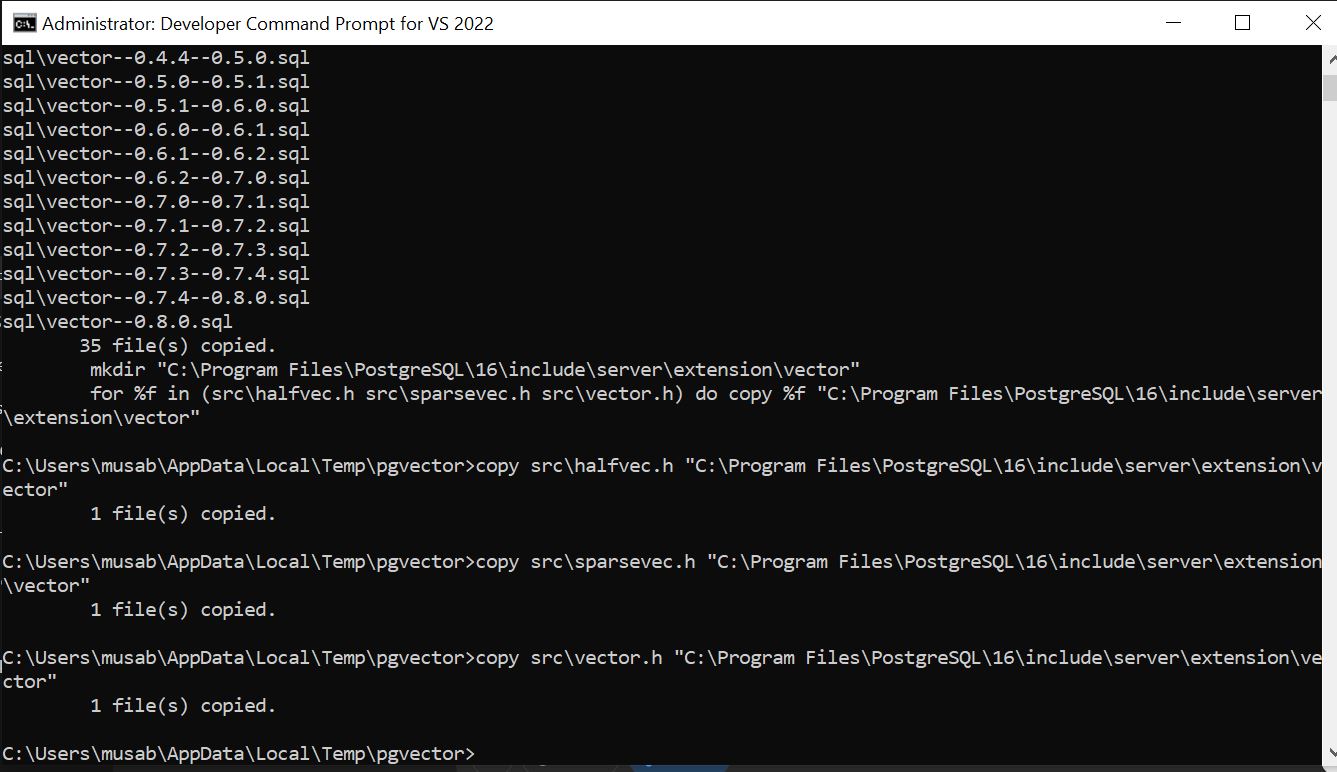 Administrator: Developer Command Prompt for VS 2022
sql\vector--0.4.4--0.5.0.sql
sql\vector--0.5.0--0.5.1.sql
sql\vector--0.5.1--0.6.0.sql
sql\vector--0.6.0--0.6.1.sql
sql\vector--0.6.1--0.6.2.sql
sql\vector--0.6.2--0.7.0.sql
sql\vector--0.7.0--0.7.1.sql
sql\vector--0.7.1--0.7.2.sql
sql\vector--0.7.2--0.7.3.sql
sql\vector--0.7.3--0.7.4.sql
sql\vector--0.7.4--0.8.0.sql
sql\vector--0.8.0.sql
       35 file(s) copied.
        mkdir "C:\Program Files\PostgreSQL\16\include\server\extension\vector"
        for %f in (src\halfvec.h src\sparsevec.h src\vector.h) do copy %f "C:\Program Files\PostgreSQL\16\include\server
\extension\vector"
C:\Users\musab\AppData\Local\Temp\pgvector>copy src\halfvec.h "C:\Program Files\PostgreSQL\16\include\server\extension\v
ector"
        1 file(s) copied.
C:\Users\musab\AppData\Local\Temp\pgvector>copy src\sparsevec.h "C:\Program Files\PostgreSQL\16\include\server\extension
\vector"
        1 file(s) copied.
C:\Users\musab\AppData\Local\Temp\pgvector>copy src\vector.h "C:\Program Files\PostgreSQL\16\include\server\extension\ve
ctor"
        1 file(s) copied.
C:\Users\musab\AppData\Local\Temp\pgvector>